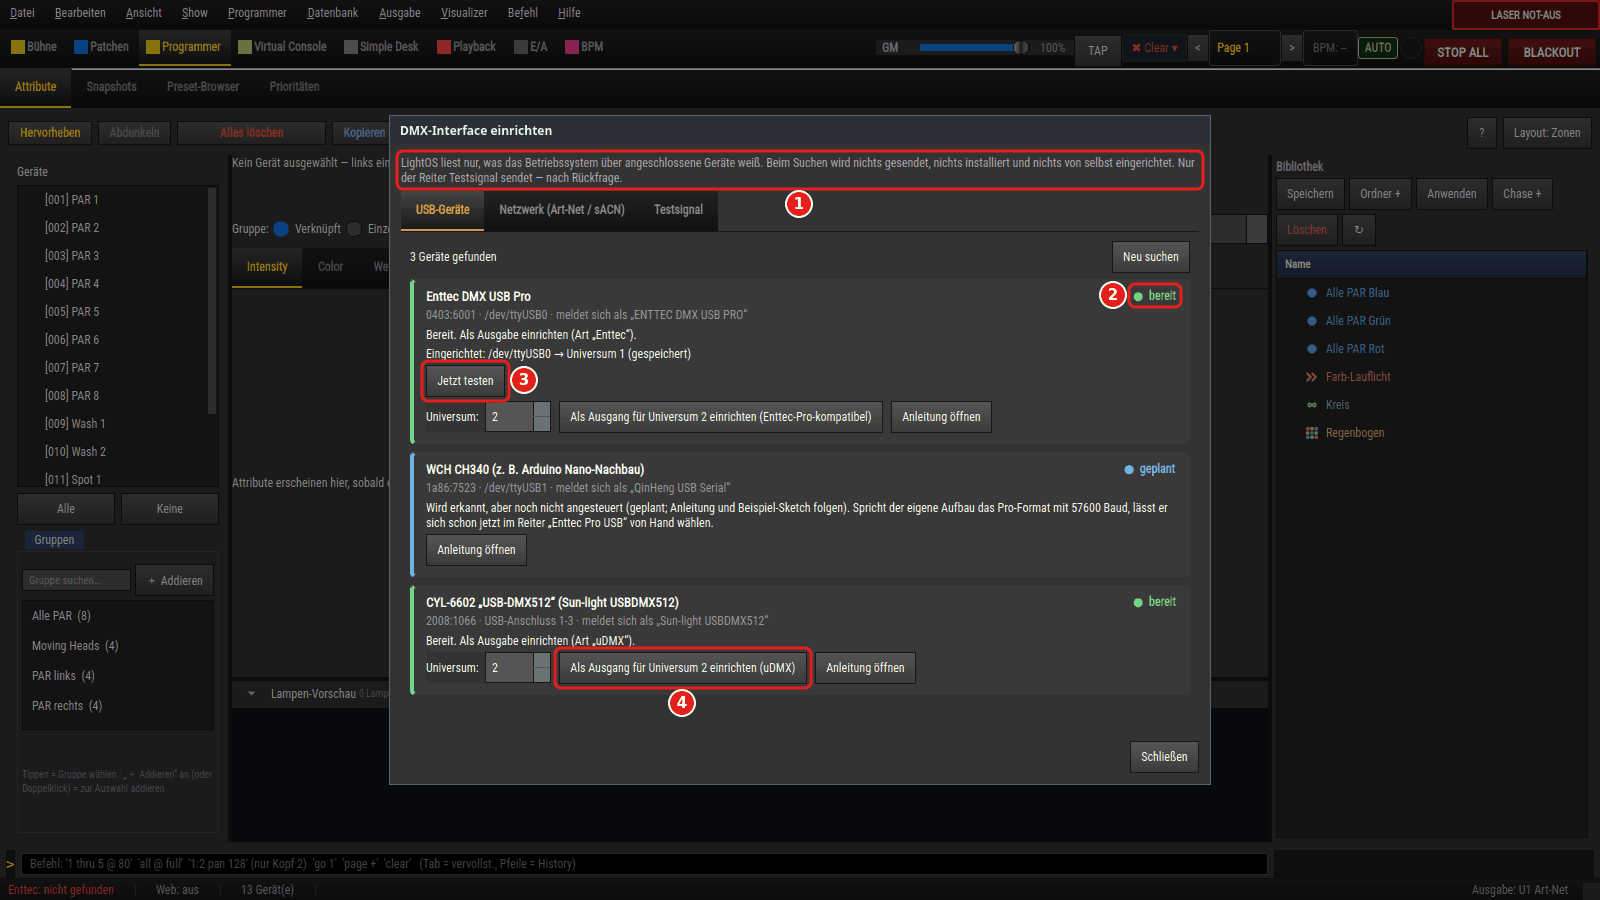 Datei Bearbeiten Ansicht Show Programmer Datenbank Ausgabe Visualizer Befehl Hilfe
LASER NOT-AUS
Bühne Patchen Programmer Virtual Console Simple Desk Playback E/A BPM
GM 100% TAP ✖ Clear ▾ < Page 1 > BPM: -- AUTO STOP ALL BLACKOUT
Attribute Snapshots Preset-Browser Prioritäten
Hervorheben Abdunkeln Alles löschen Kopieren
? Layout: Zonen
Geräte
[001] PAR 1
[002] PAR 2
[003] PAR 3
[004] PAR 4
[005] PAR 5
[006] PAR 6
[007] PAR 7
[008] PAR 8
[009] Wash 1
[010] Wash 2
[011] Spot 1
Alle Keine
Gruppen
Gruppe suchen... + Addieren
Alle PAR (8)
Moving Heads (4)
PAR links (4)
PAR rechts (4)
Tippen = Gruppe wählen · „ + Addieren“ an (oder
Doppelklick) = zur Auswahl addieren
Kein Gerät ausgewählt — links ein
Gruppe: Verknüpft Einze
Intensity Color We
Attribute erscheinen hier, sobald
Lampen-Vorschau 0 Lamp
DMX-Interface einrichten
LightOS liest nur, was das Betriebssystem über angeschlossene Geräte weiß. Beim Suchen wird nichts gesendet, nichts installiert und nichts von selbst eingerichtet. Nur
der Reiter Testsignal sendet — nach Rückfrage.
1
USB-Geräte Netzwerk (Art-Net / sACN) Testsignal
3 Geräte gefunden
Neu suchen
Enttec DMX USB Pro
2 bereit
0403:6001 · /dev/ttyUSB0 · meldet sich als „ENTTEC DMX USB PRO“
Bereit. Als Ausgabe einrichten (Art „Enttec“).
Eingerichtet: /dev/ttyUSB0 → Universum 1 (gespeichert)
Jetzt testen 3
Universum: 2 Als Ausgang für Universum 2 einrichten (Enttec-Pro-kompatibel) Anleitung öffnen
WCH CH340 (z. B. Arduino Nano-Nachbau)
geplant
1a86:7523 · /dev/ttyUSB1 · meldet sich als „QinHeng USB Serial“
Wird erkannt, aber noch nicht angesteuert (geplant; Anleitung und Beispiel-Sketch folgen). Spricht der eigene Aufbau das Pro-Format mit 57600 Baud, lässt er
sich schon jetzt im Reiter „Enttec Pro USB“ von Hand wählen.
Anleitung öffnen
CYL-6602 „USB-DMX512“ (Sun-light USBDMX512)
bereit
2008:1066 · USB-Anschluss 1-3 · meldet sich als „Sun-light USBDMX512“
Bereit. Als Ausgabe einrichten (Art „uDMX“).
Universum: 2 Als Ausgang für Universum 2 einrichten (uDMX) Anleitung öffnen
4
Schließen
Bibliothek
Speichern Ordner + Anwenden Chase +
Löschen ↻
Name
Alle PAR Blau
Alle PAR Grün
Alle PAR Rot
Farb-Lauflicht
Kreis
Regenbogen
> Befehl: '1 thru 5 @ 80' 'all @ full' '1:2 pan 128' (nur Kopf 2) 'go 1' 'page +' 'clear' (Tab = vervollst., Pfeile = History)
Enttec: nicht gefunden Web: aus 13 Gerät(e) Ausgabe: U1 Art-Net